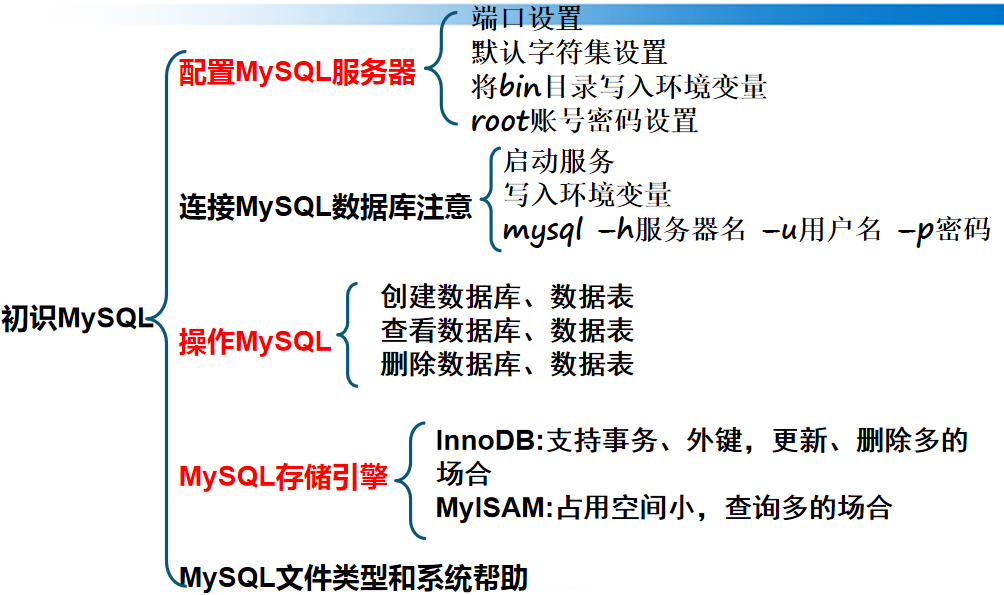 初识MySQL
配置MySQL服务器
端口设置
默认字符集设置
将bin目录写入环境变量
root账号密码设置
连接MySQL数据库注意
启动服务
写入环境变量
mysql –h服务器名 –u用户名 –p密码
操作MySQL
创建数据库、数据表
查看数据库、数据表
删除数据库、数据表
MySQL存储引擎
InnoDB:支持事务、外键，更新、删除多的
场合
MyISAM:占用空间小，查询多的场合
MySQL文件类型和系统帮助